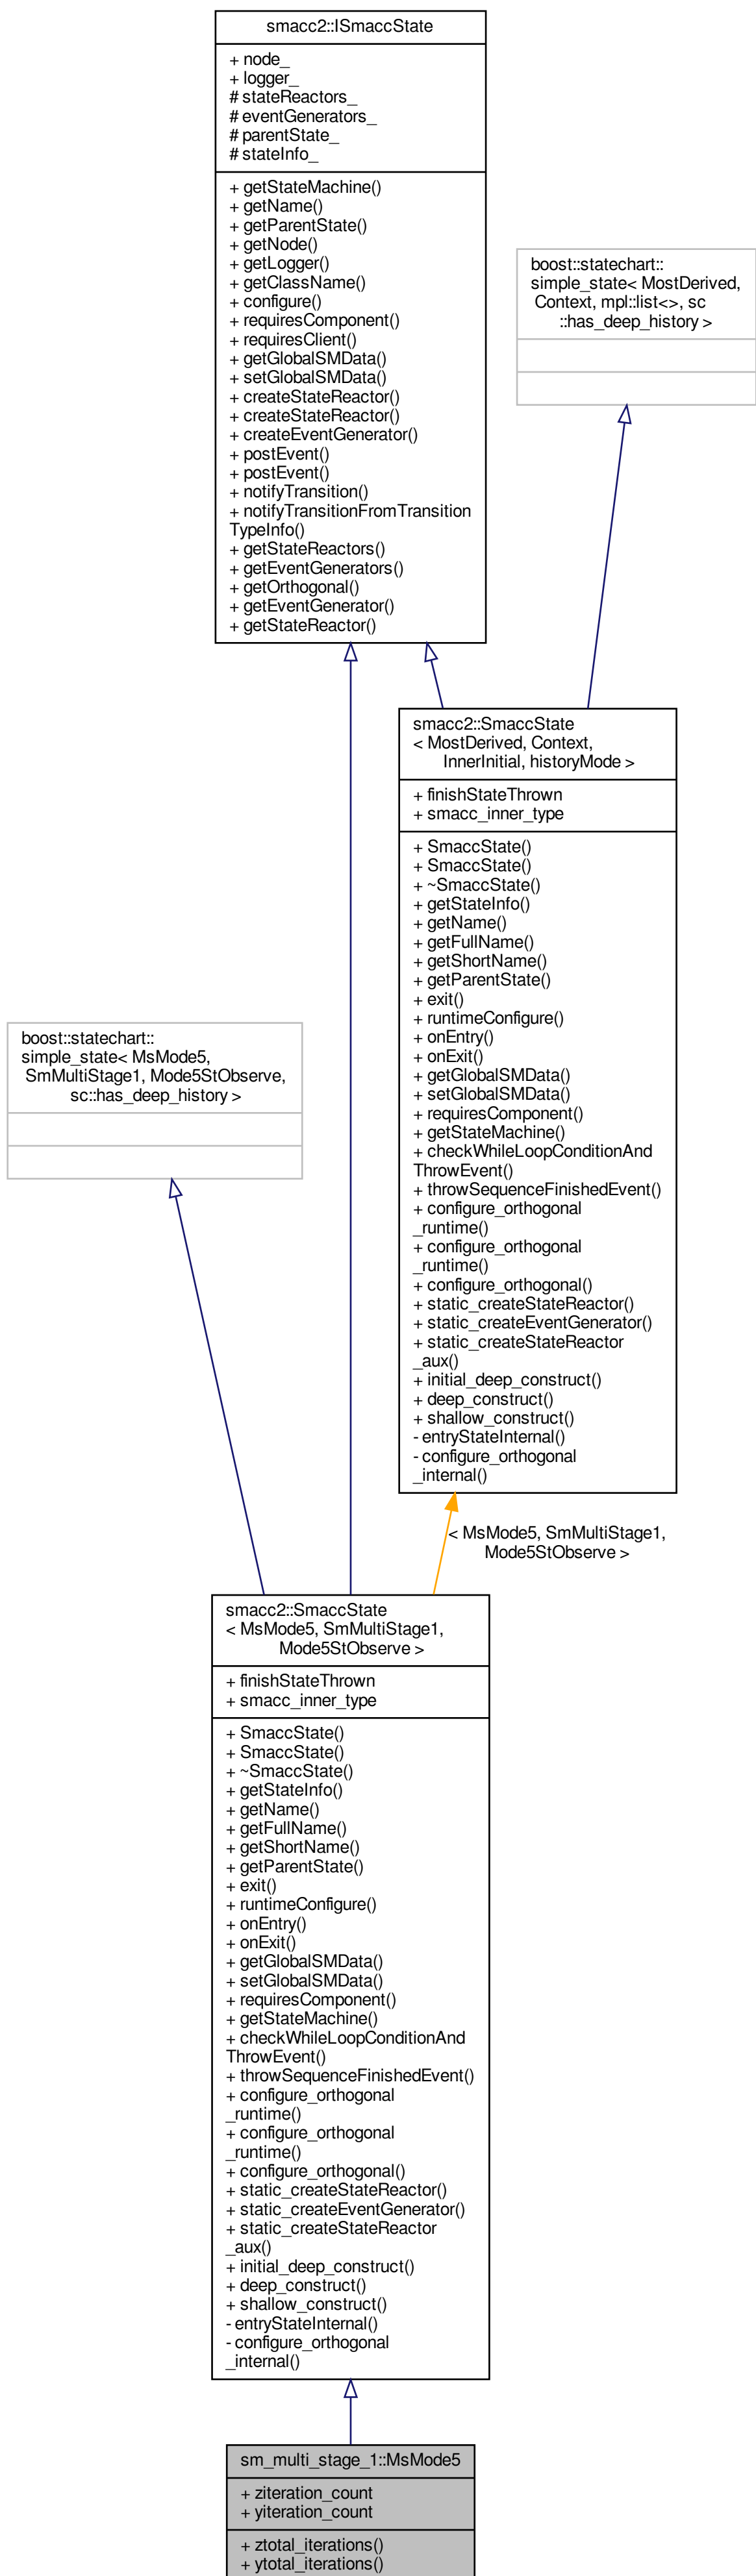 smacc2::ISmaccState
+ node_
+ logger_
# stateReactors_
# eventGenerators_
# parentState_
# stateInfo_
+ getStateMachine()
+ getName()
+ getParentState()
+ getNode()
+ getLogger()
+ getClassName()
+ configure()
+ requiresComponent()
+ requiresClient()
+ getGlobalSMData()
+ setGlobalSMData()
+ createStateReactor()
+ createStateReactor()
+ createEventGenerator()
+ postEvent()
+ postEvent()
+ notifyTransition()
+ notifyTransitionFromTransition
TypeInfo()
+ getStateReactors()
+ getEventGenerators()
+ getOrthogonal()
+ getEventGenerator()
+ getStateReactor()
boost::statechart::
simple_state< MostDerived,
Context, mpl::list<>, sc
::has_deep_history >
smacc2::SmaccState
< MostDerived, Context,
InnerInitial, historyMode >
+ finishStateThrown
+ smacc_inner_type
+ SmaccState()
+ SmaccState()
+ ~SmaccState()
+ getStateInfo()
+ getName()
+ getFullName()
+ getShortName()
+ getParentState()
+ exit()
+ runtimeConfigure()
+ onEntry()
+ onExit()
+ getGlobalSMData()
+ setGlobalSMData()
+ requiresComponent()
+ getStateMachine()
+ checkWhileLoopConditionAnd
ThrowEvent()
+ throwSequenceFinishedEvent()
+ configure_orthogonal
_runtime()
+ configure_orthogonal
_runtime()
+ configure_orthogonal()
+ static_createStateReactor()
+ static_createEventGenerator()
+ static_createStateReactor
_aux()
+ initial_deep_construct()
+ deep_construct()
+ shallow_construct()
- entryStateInternal()
- configure_orthogonal
_internal()
boost::statechart::
simple_state< MsMode5,
SmMultiStage1, Mode5StObserve,
sc::has_deep_history >
< MsMode5, SmMultiStage1,
Mode5StObserve >
smacc2::SmaccState
< MsMode5, SmMultiStage1,
Mode5StObserve >
+ finishStateThrown
+ smacc_inner_type
+ SmaccState()
+ SmaccState()
+ ~SmaccState()
+ getStateInfo()
+ getName()
+ getFullName()
+ getShortName()
+ getParentState()
+ exit()
+ runtimeConfigure()
+ onEntry()
+ onExit()
+ getGlobalSMData()
+ setGlobalSMData()
+ requiresComponent()
+ getStateMachine()
+ checkWhileLoopConditionAnd
ThrowEvent()
+ throwSequenceFinishedEvent()
+ configure_orthogonal
_runtime()
+ configure_orthogonal
_runtime()
+ configure_orthogonal()
+ static_createStateReactor()
+ static_createEventGenerator()
+ static_createStateReactor
_aux()
+ initial_deep_construct()
+ deep_construct()
+ shallow_construct()
- entryStateInternal()
- configure_orthogonal
_internal()
sm_multi_stage_1::MsMode5
+ ziteration_count
+ yiteration_count
+ ztotal_iterations()
+ ytotal_iterations()